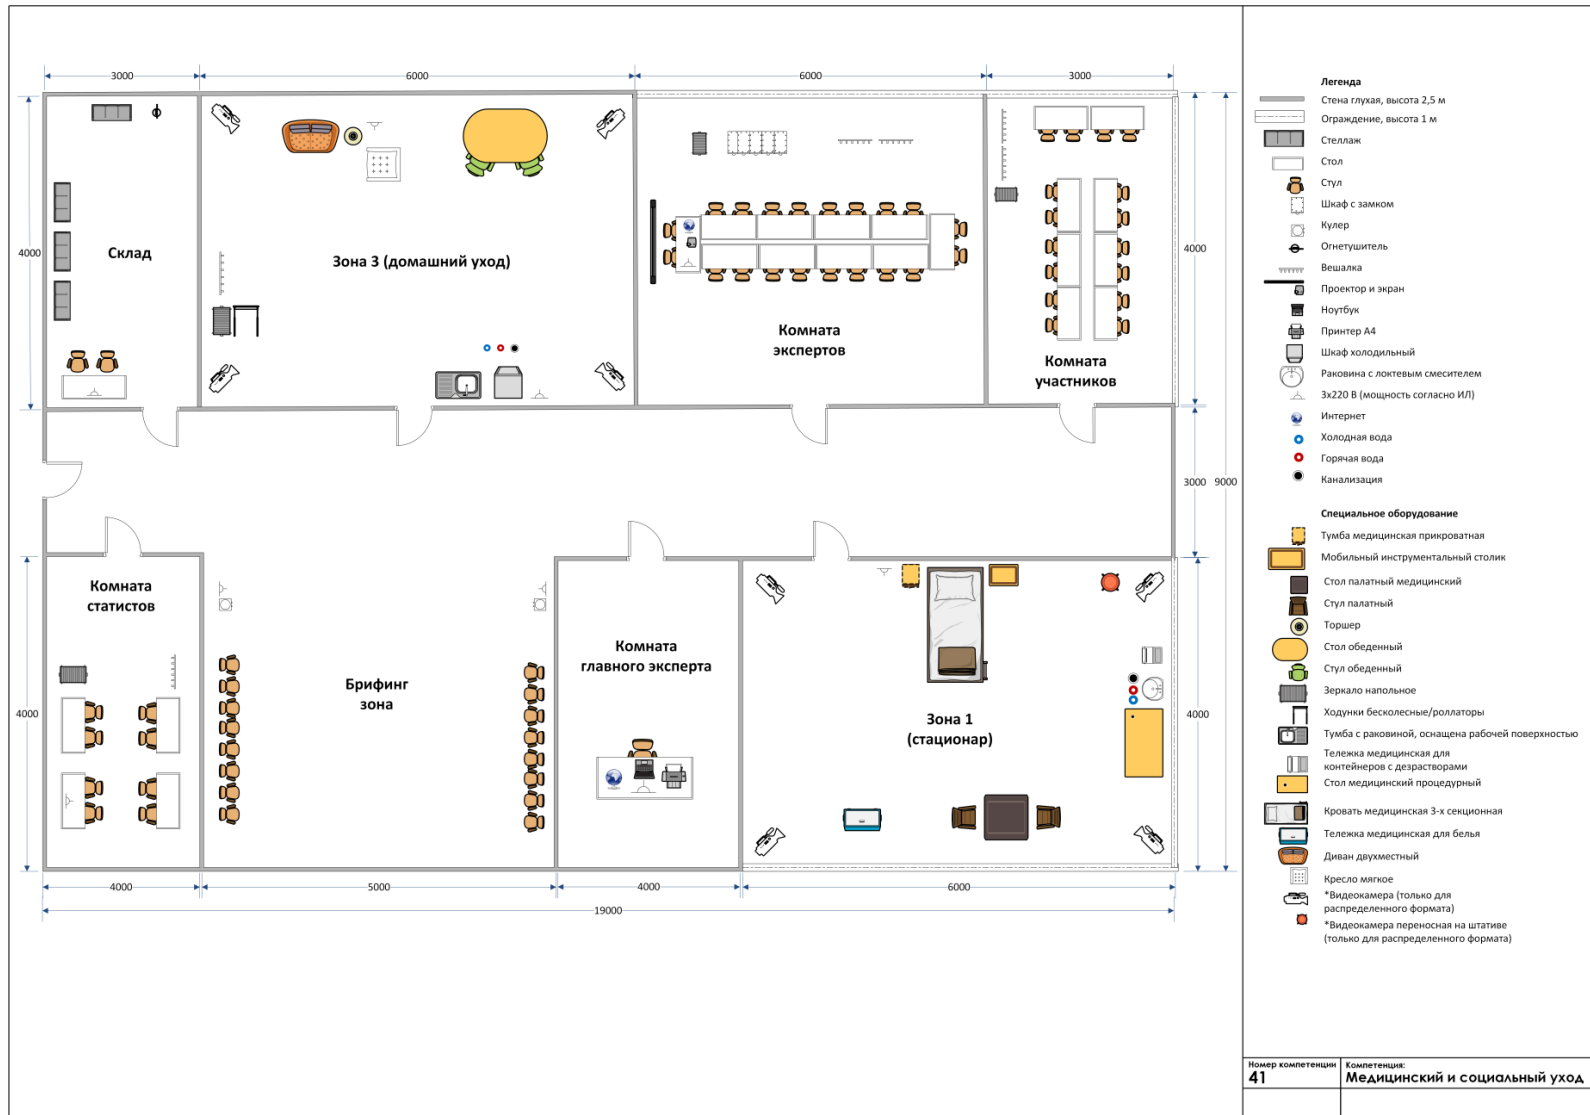 3000
6000
6000
3000
4000
Склад
Зона 3 (домашний уход)
Комната
экспертов
Комната
участников
4000
3000
9000
Комната
статистов
Брифинг
зона
Комната
главного эксперта
Зона 1
(стационар)
4000
4000
4000
5000
4000
6000
19000
Легенда
Стена глухая, высота 2,5 м
Ограждение, высота 1 м
Стеллаж
Стол
Стул
Шкаф с замком
Кулер
Огнетушитель
Вешалка
Проектор и экран
Ноутбук
Принтер А4
Шкаф холодильный
Раковина с локтевым смесителем
3х220 В (мощность согласно ИЛ)
Интернет
Холодная вода
Горячая вода
Канализация
Специальное оборудование
Тумба медицинская прикроватная
Мобильный инструментальный столик
Стол палатный медицинский
Стул палатный
Торшер
Стол обеденный
Стул обеденный
Зеркало напольное
Ходунки бесколесные/роллаторы
Тумба с раковиной, оснащена рабочей поверхностью
Тележка медицинская для
контейнеров с дезрастворами
Стол медицинский процедурный
Кровать медицинская 3-х секционная
Тележка медицинская для белья
Диван двухместный
Кресло мягкое
*Видеокамера (только для
распределенного формата)
*Видеокамера переносная на штативе
(только для распределенного формата)
Номер компетенции
41
Компетенция:
Медицинский и социальный уход